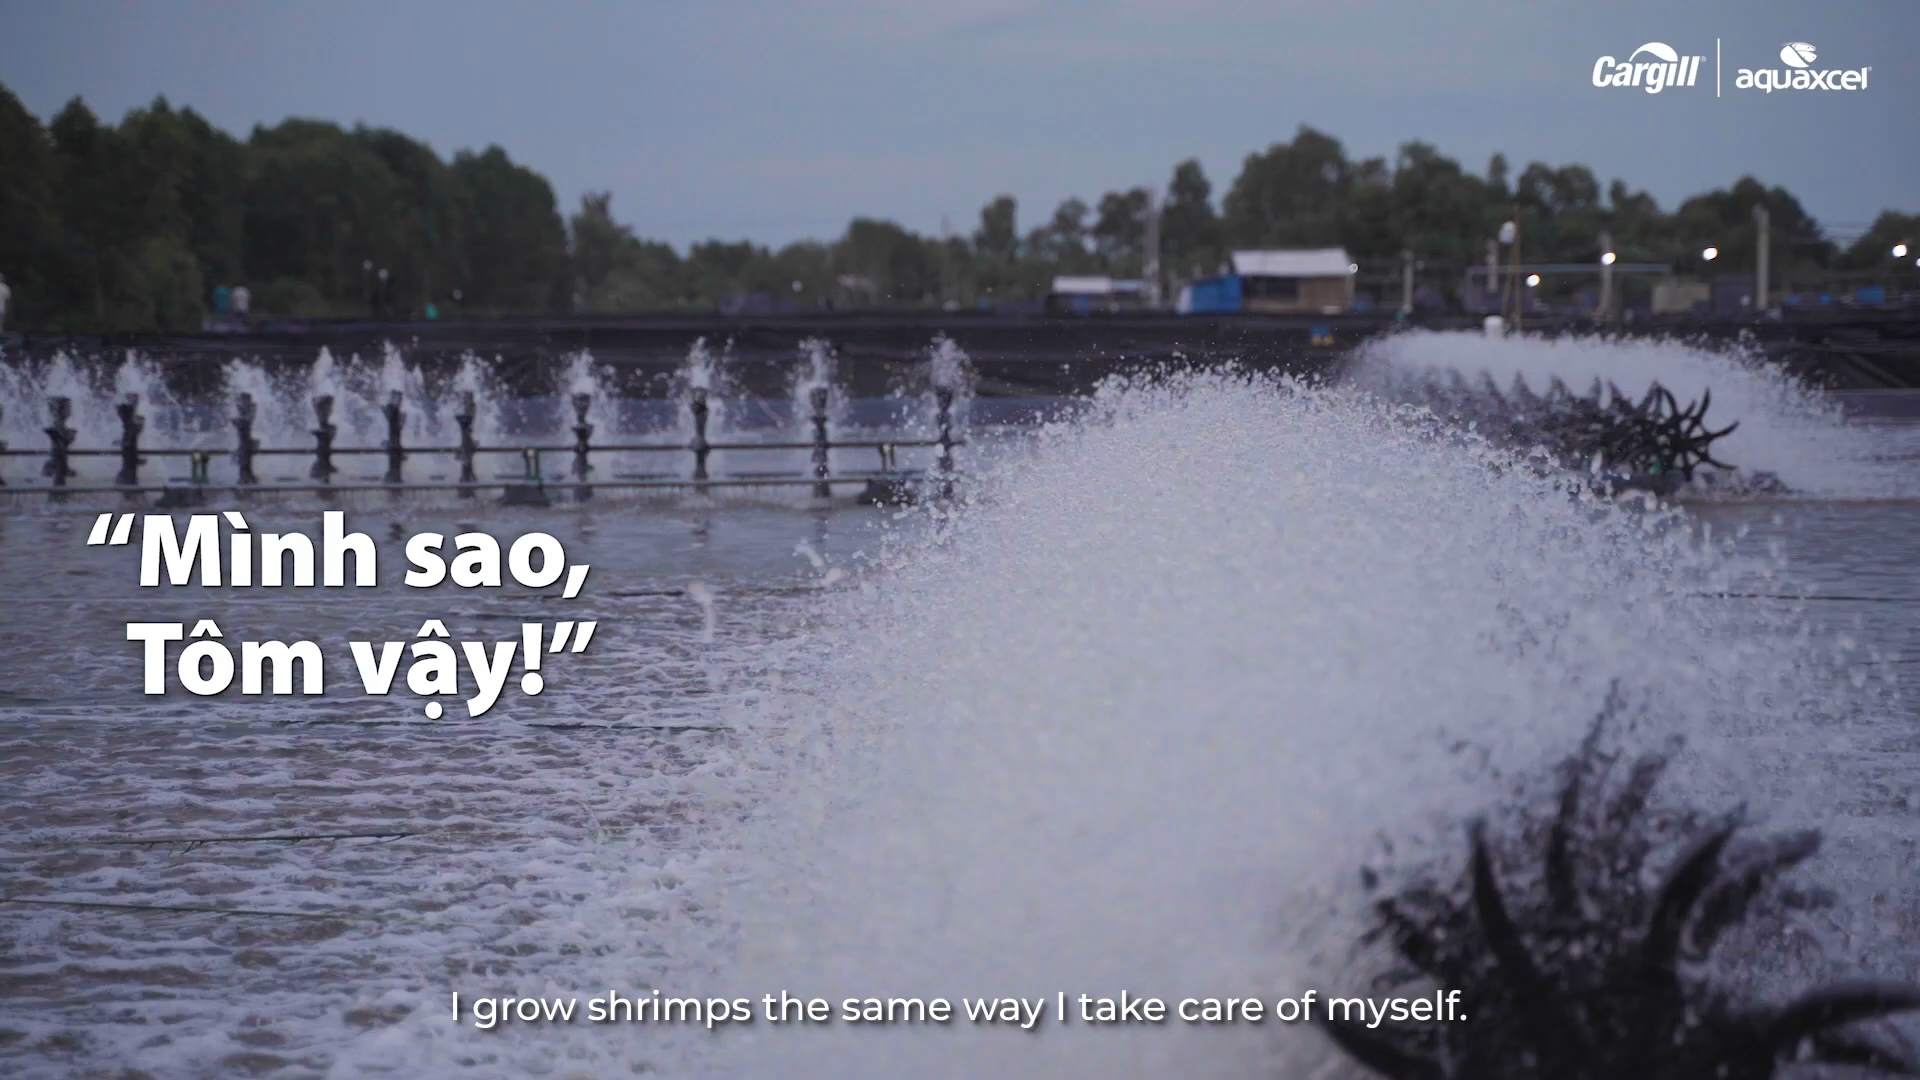 Cargill | aquaxcel
“Mình sao,
Tôm vậy!”
I grow shrimps the same way I take care of myself.